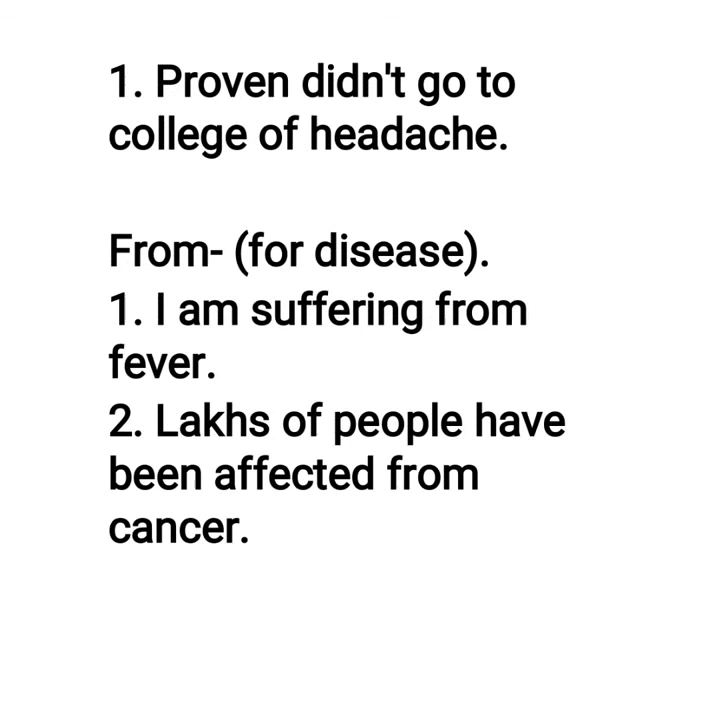 1. Proven didn't go to
college of headache.
From- (for disease).
1. I am suffering from
fever.
2. Lakhs of people have
been affected from
cancer.